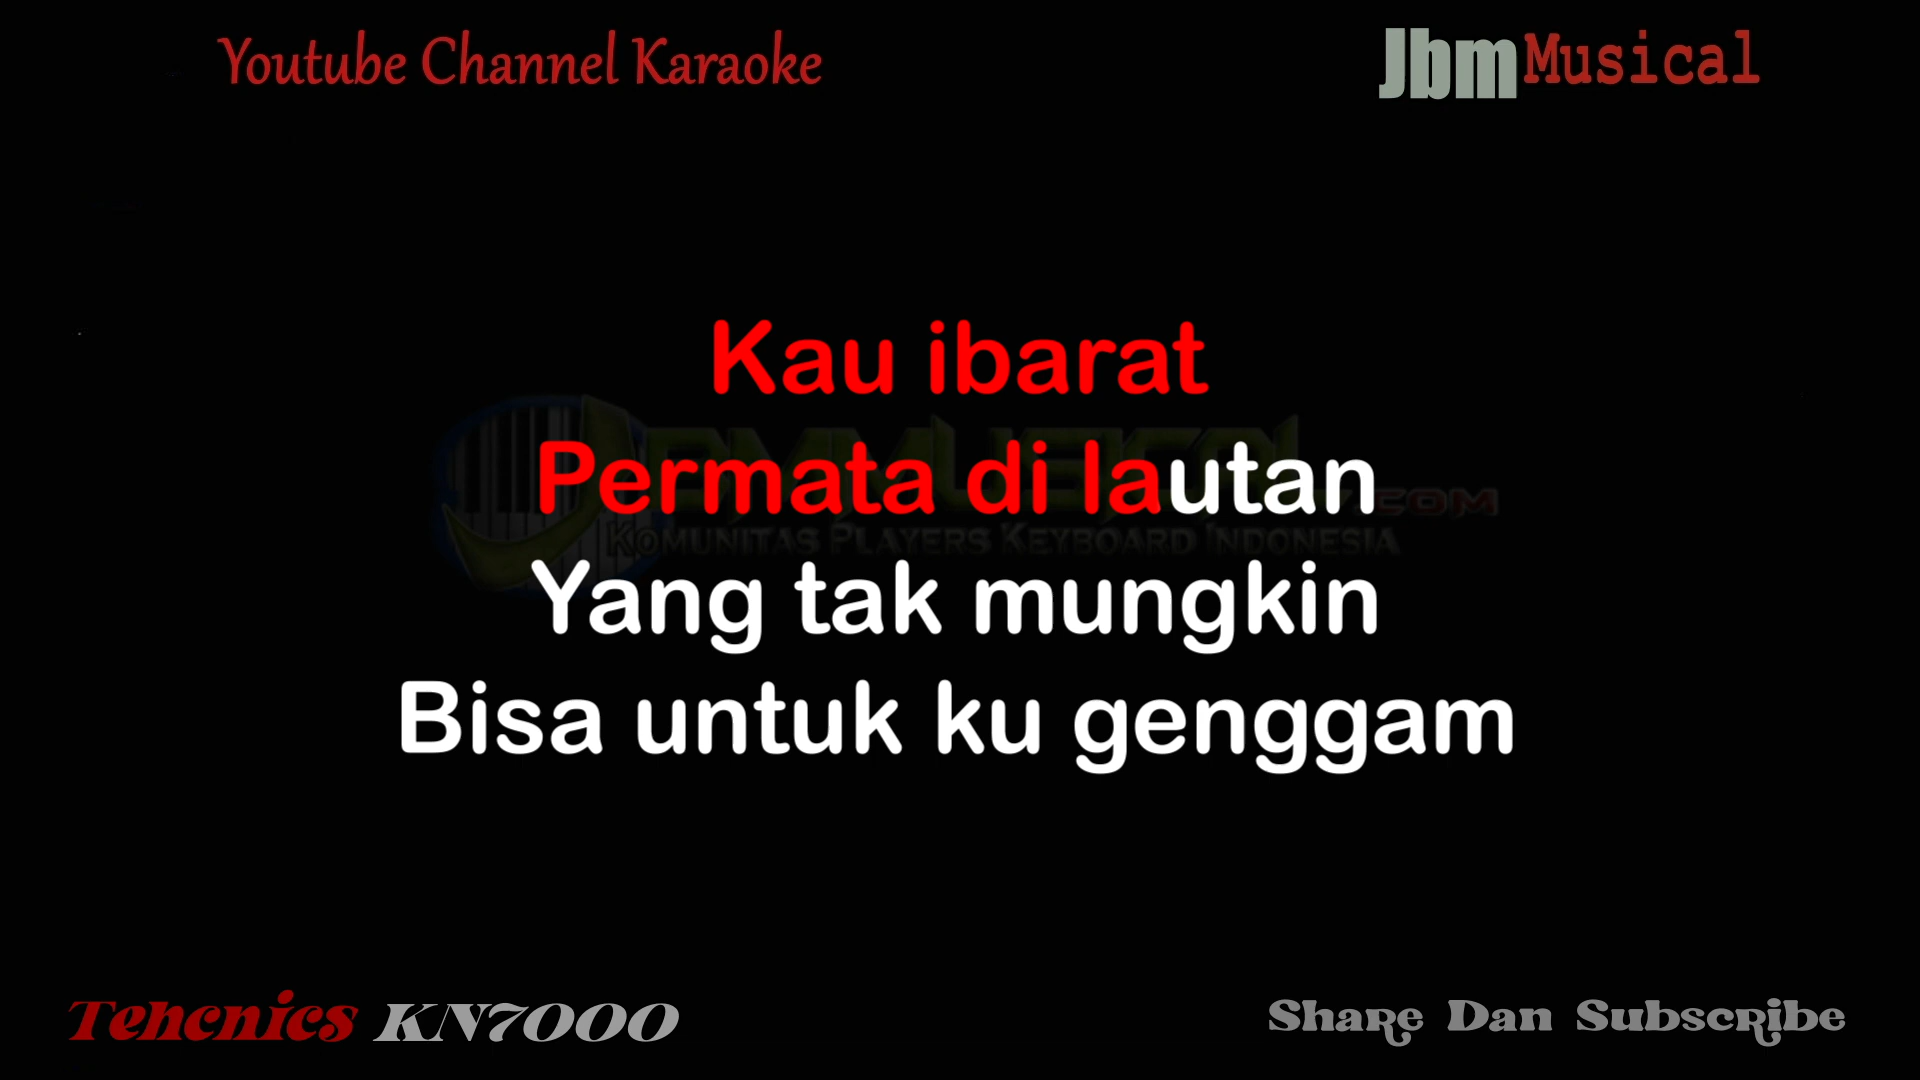 Youtube Channel Karaoke
JbmMusical
Kau ibarat
Permata di lautan
Yang tak mungkin
Bisa untuk ku genggam
Komunitas Players Keyboard Indonesia
Tehcnics KN7000
Share Dan Subscribe